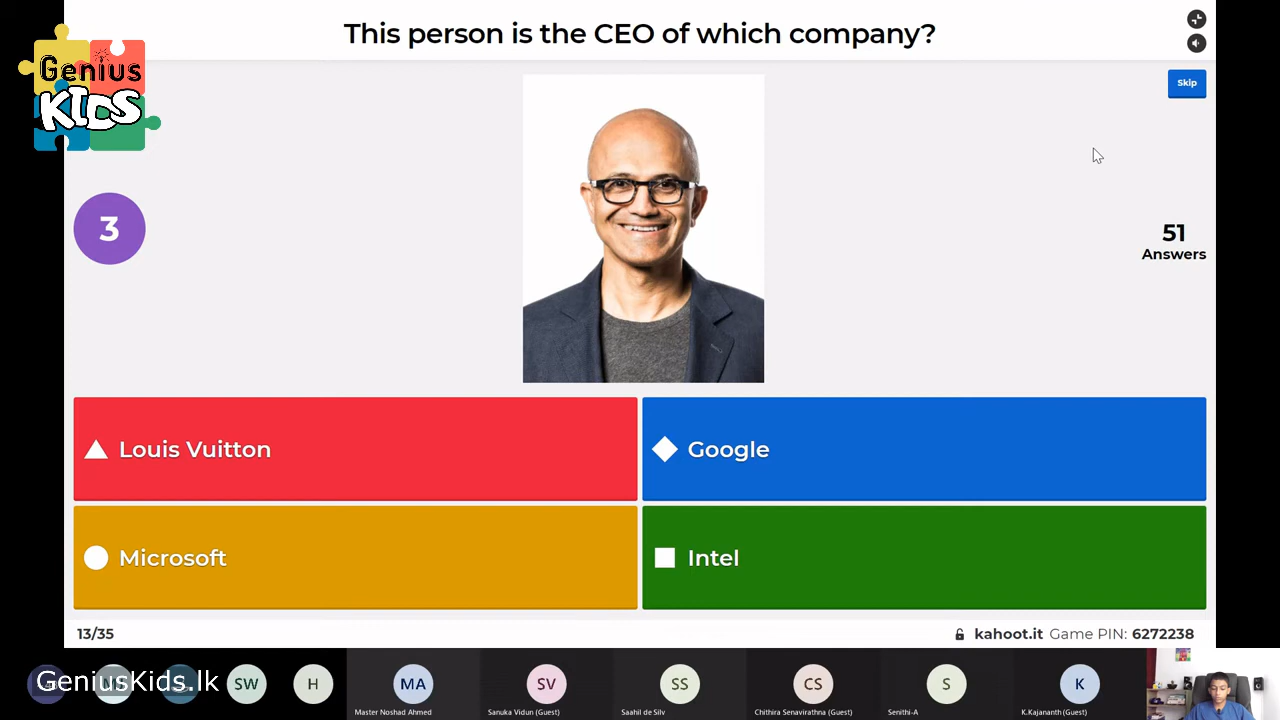 This person is the CEO of which company?
Genius
KIDS
Skip
3
51
Answers
Louis Vuitton
Google
Microsoft
Intel
13/35
kahoot.it Game PIN: 6272238
GeniusKids.lk
SW
H
MA
SV
SS
CS
S
K
Master Noshad Ahmed
Sanuka Vidun (Guest)
Saahil de Silv
Chithira Senavirathna (Guest)
Senithi-A
K.Kajananth (Guest)